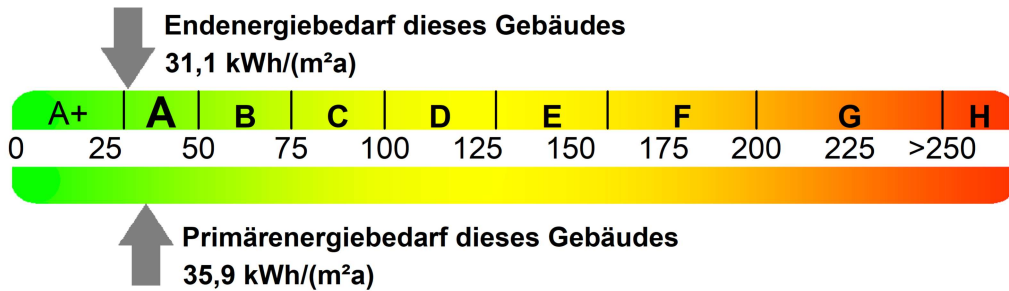 Endenergiebedarf dieses Gebäudes
31,1 kWh/(m²a)
A+ A B C D E F G H
0 25 50 75 100 125 150 175 200 225 >250
Primärenergiebedarf dieses Gebäudes
35,9 kWh/(m²a)